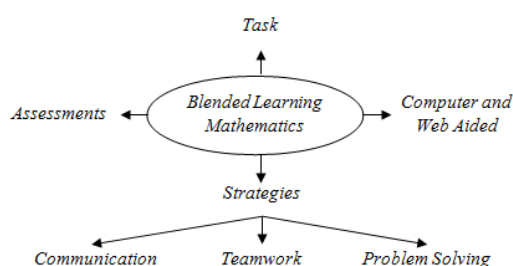 Task
Assessments
Blended Learning
Mathematics
Computer and
Web Aided
Strategies
Communication
Teamwork
Problem Solving